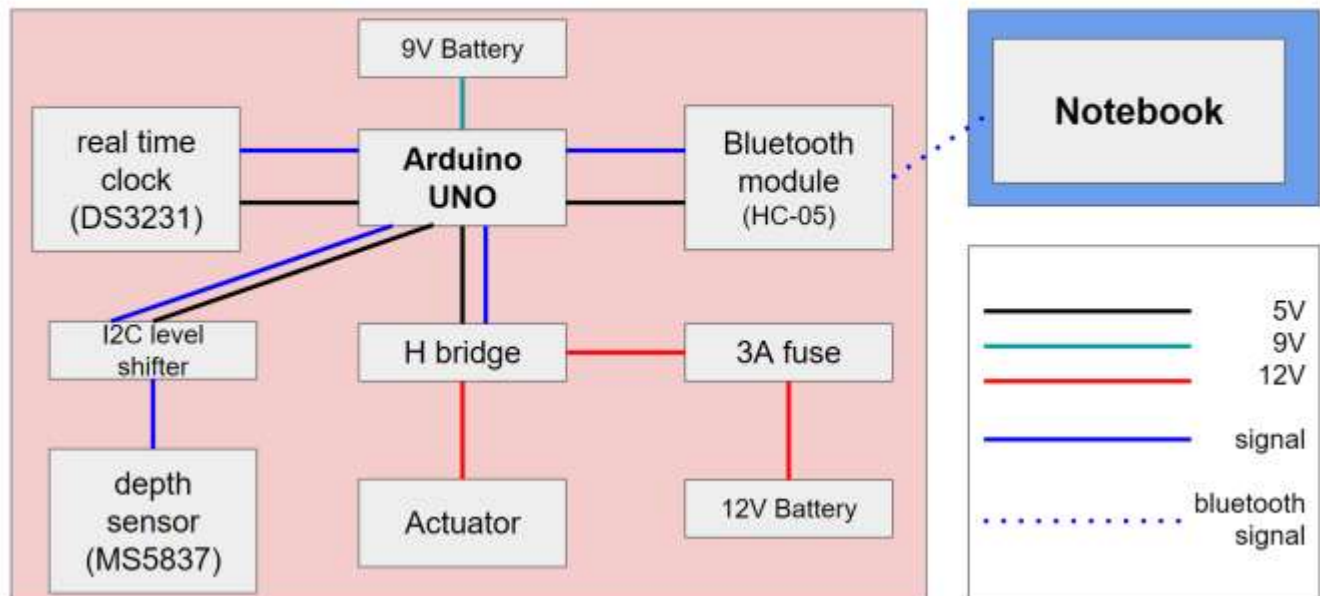 9V Battery
real time
clock
(DS3231)
Arduino
UNO
Bluetooth
module
(HC-05)
Notebook
I2C level
shifter
H bridge
3A fuse
depth
sensor
(MS5837)
Actuator
12V Battery
5V
9V
12V
signal
bluetooth
signal